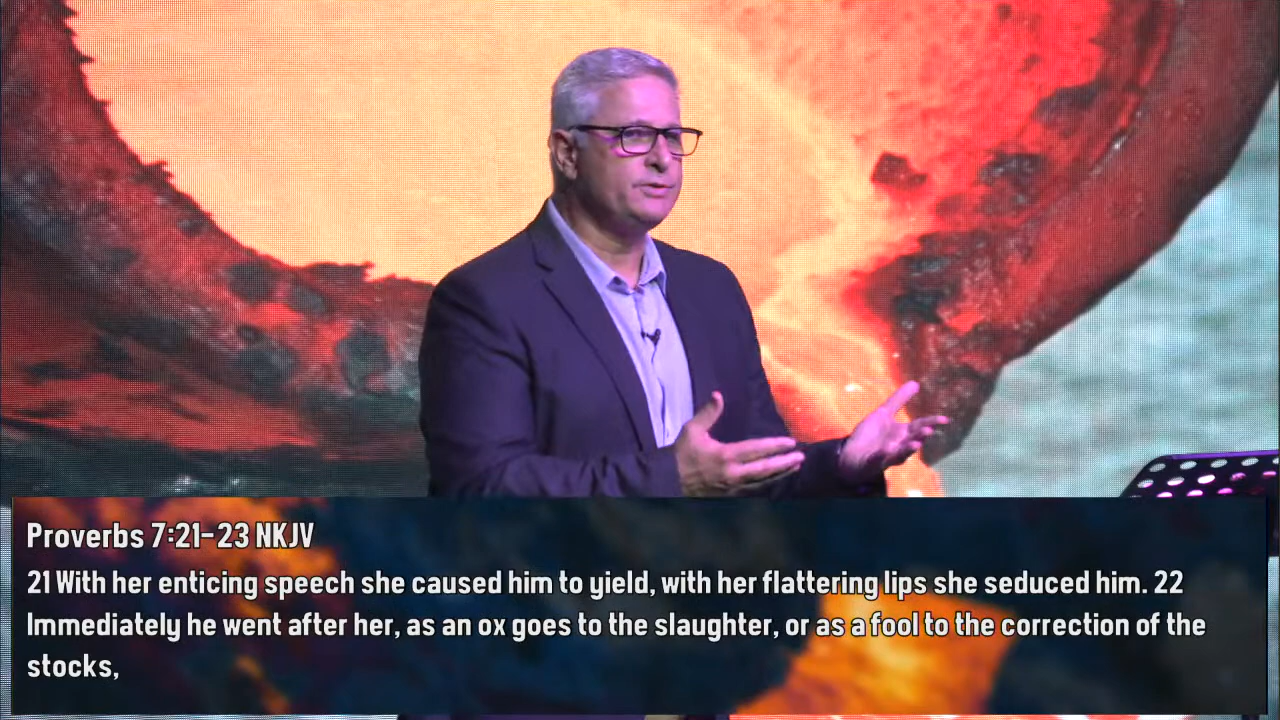 Proverbs 7:21-23 NKJV
21 With her enticing speech she caused him to yield, with her flattering lips she seduced him. 22
Immediately he went after her, as an ox goes to the slaughter, or as a fool to the correction of the
stocks,